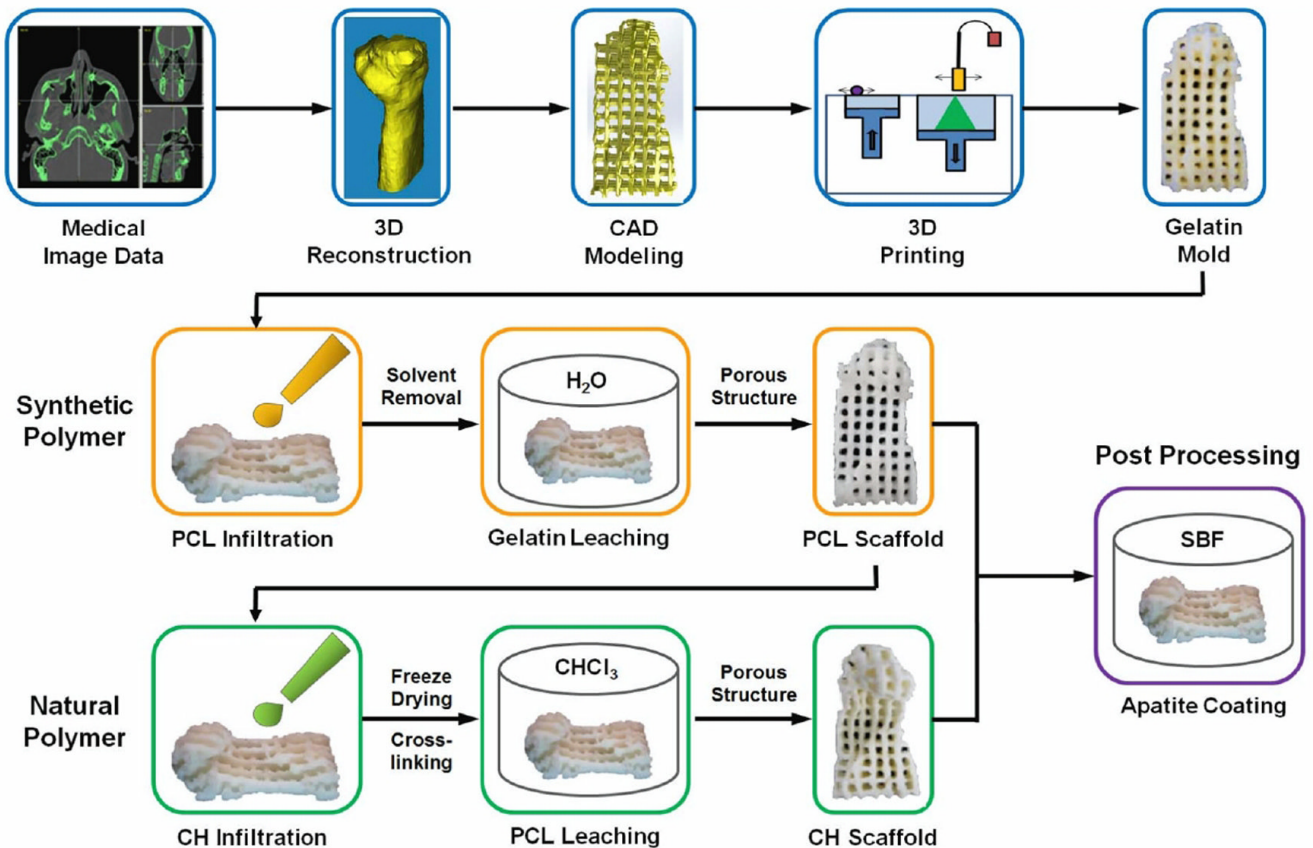 Medical
Image Data
3D
Reconstruction
CAD
Modeling
3D
Printing
Gelatin
Mold
Synthetic
Polymer
PCL Infiltration
Solvent
Removal
H₂O
Gelatin Leaching
Porous
Structure
PCL Scaffold
Post Processing
SBF
Apatite Coating
Natural
Polymer
CH Infiltration
Freeze
Drying
Cross-
linking
CHCl₃
PCL Leaching
Porous
Structure
CH Scaffold